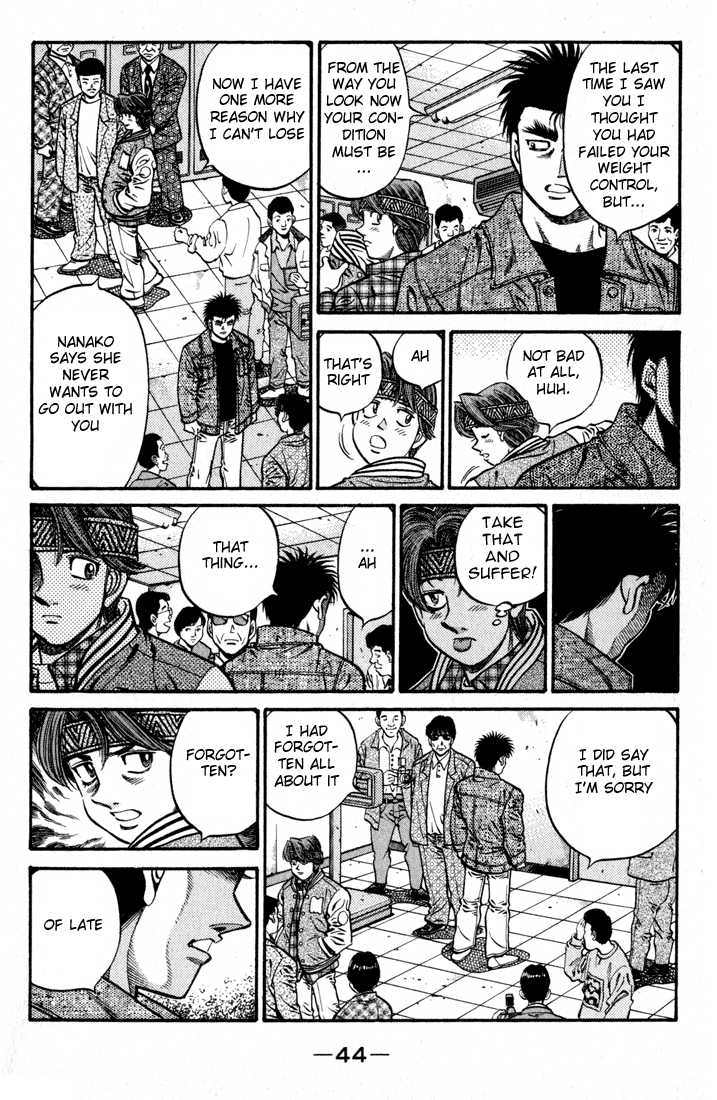 THE LAST
TIME I SAW
YOU I
THOUGHT
YOU HAD
FAILED YOUR
WEIGHT
CONTROL,
BUT...
FROM THE
WAY YOU
LOOK NOW
YOUR CON-
DITION
MUST BE
...
NOW I HAVE
ONE MORE
REASON WHY
I CAN'T LOSE
NOT BAD
AT ALL,
HUH.
AH
THAT'S
RIGHT
NANAKO
SAYS SHE
NEVER
WANTS TO
GO OUT WITH
YOU
TAKE
THAT
AND
SUFFER!
...
AH
THAT
THING...
I DID SAY
THAT, BUT
I'M SORRY
I HAD
FORGOT-
TEN ALL
ABOUT IT
FORGOT-
TEN?
OF LATE
—44—